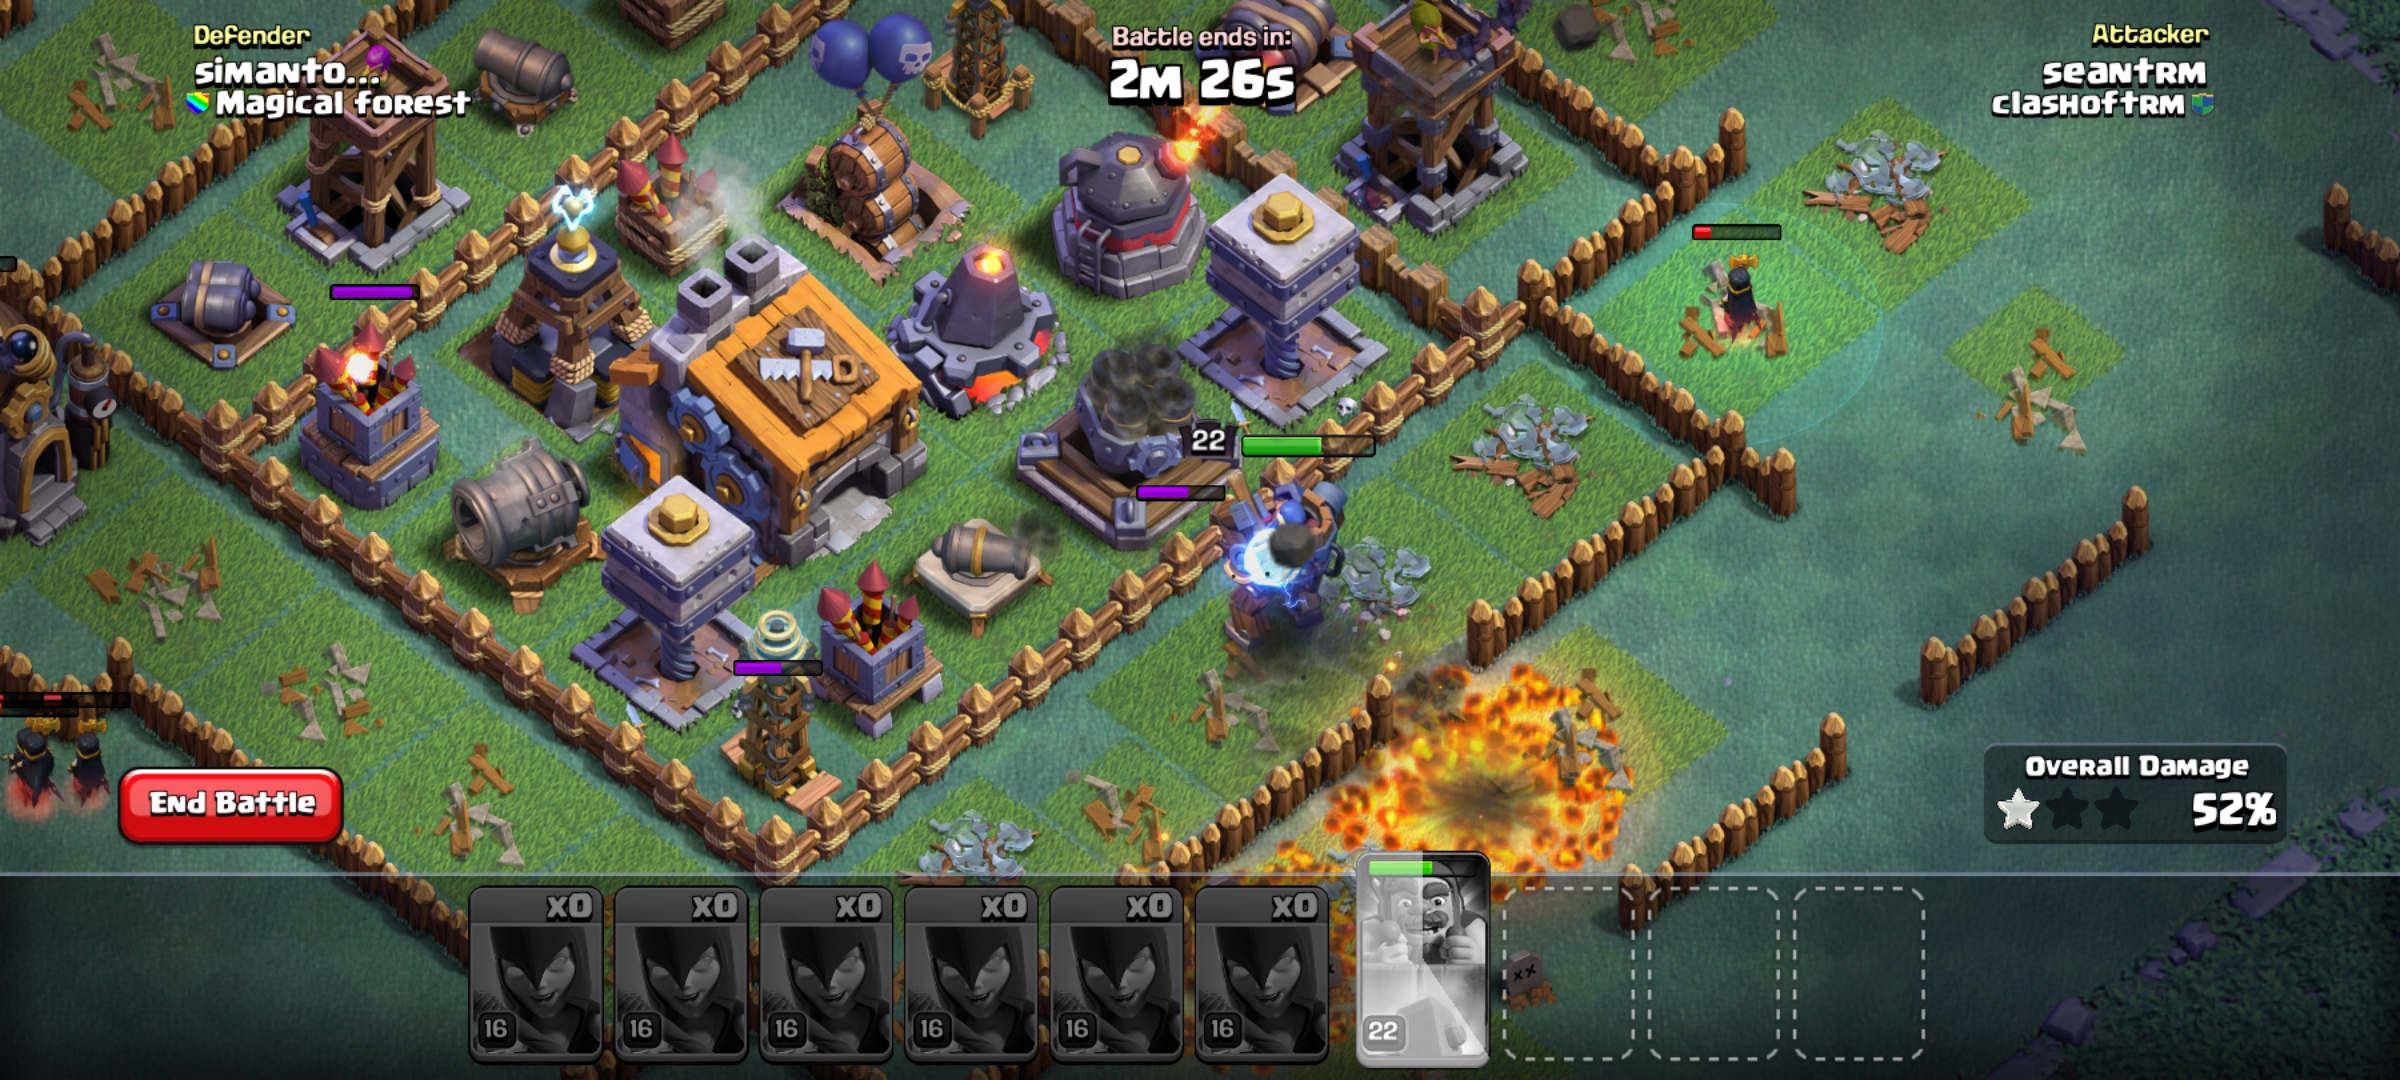 Defender
simanto...
Magical forest
Battle ends in:
2M 26s
Attacker
seantRM
clashoftRM
22
End Battle
Overall Damage
52%
x0
x0
x0
x0
x0
x0
16
16
16
16
16
16
22